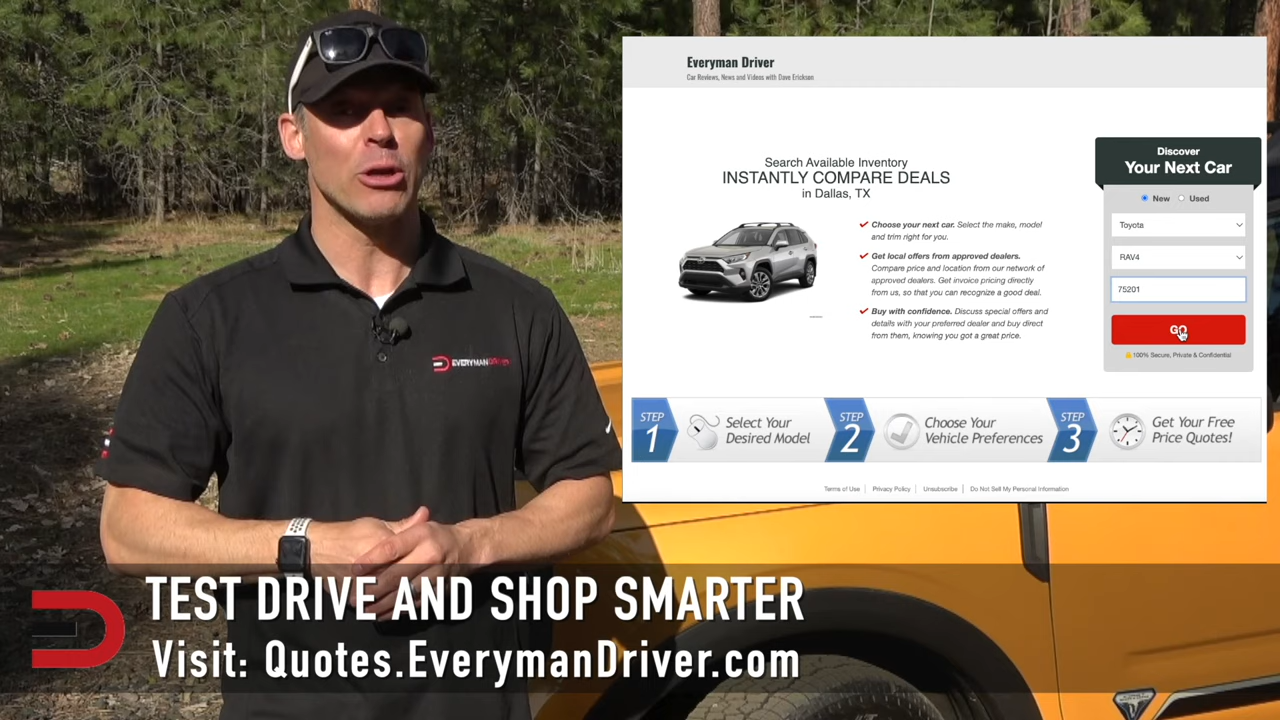 Everyman Driver
Car Reviews, News and Videos with Dave Erickson
Search Available Inventory
INSTANTLY COMPARE DEALS
in Dallas, TX
Choose your next car. Select the make, model
and trim right for you.
Get local offers from approved dealers.
Compare price and location from our network of
approved dealers. Get invoice pricing directly
from us, so that you can recognize a good deal.
Buy with confidence. Discuss special offers and
details with your preferred dealer and buy direct
from them, knowing you got a great price.
Discover
Your Next Car
New Used
Toyota
RAV4
75201
GO
100% Secure, Private & Confidential
STEP 1
Select Your
Desired Model
STEP 2
Choose Your
Vehicle Preferences
STEP 3
Get Your Free
Price Quotes!
Terms of Use | Privacy Policy | Unsubscribe | Do Not Sell My Personal Information
EVERYMAN DRIVER
TEST DRIVE AND SHOP SMARTER
Visit: Quotes.EverymanDriver.com